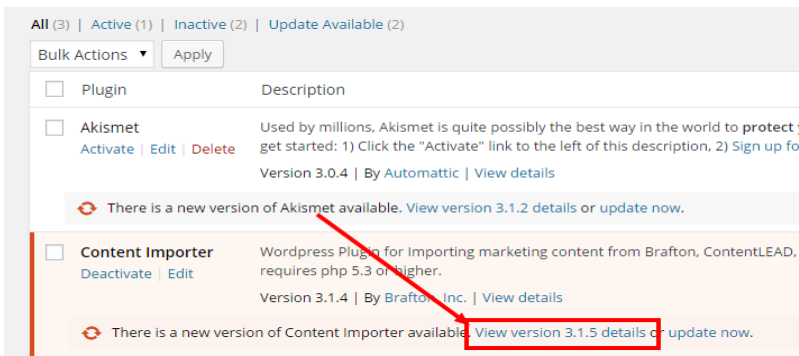 All (3) | Active (1) | Inactive (2) | Update Available (2)
Bulk Actions Apply
Plugin Description
Akismet Used by millions, Akismet is quite possibly the best way in the world to protect
Activate | Edit | Delete get started: 1) Click the "Activate" link to the left of this description, 2) Sign up
Version 3.0.4 | By Automattic | View details
There is a new version of Akismet available. View version 3.1.2 details or update now.
Content Importer Wordpress Plugin for Importing marketing content from Brafton, ContentLEAD,
Deactivate | Edit requires php 5.3 or higher.
Version 3.1.4 | By Brafton, Inc. | View details
There is a new version of Content Importer available. View version 3.1.5 details or update now.